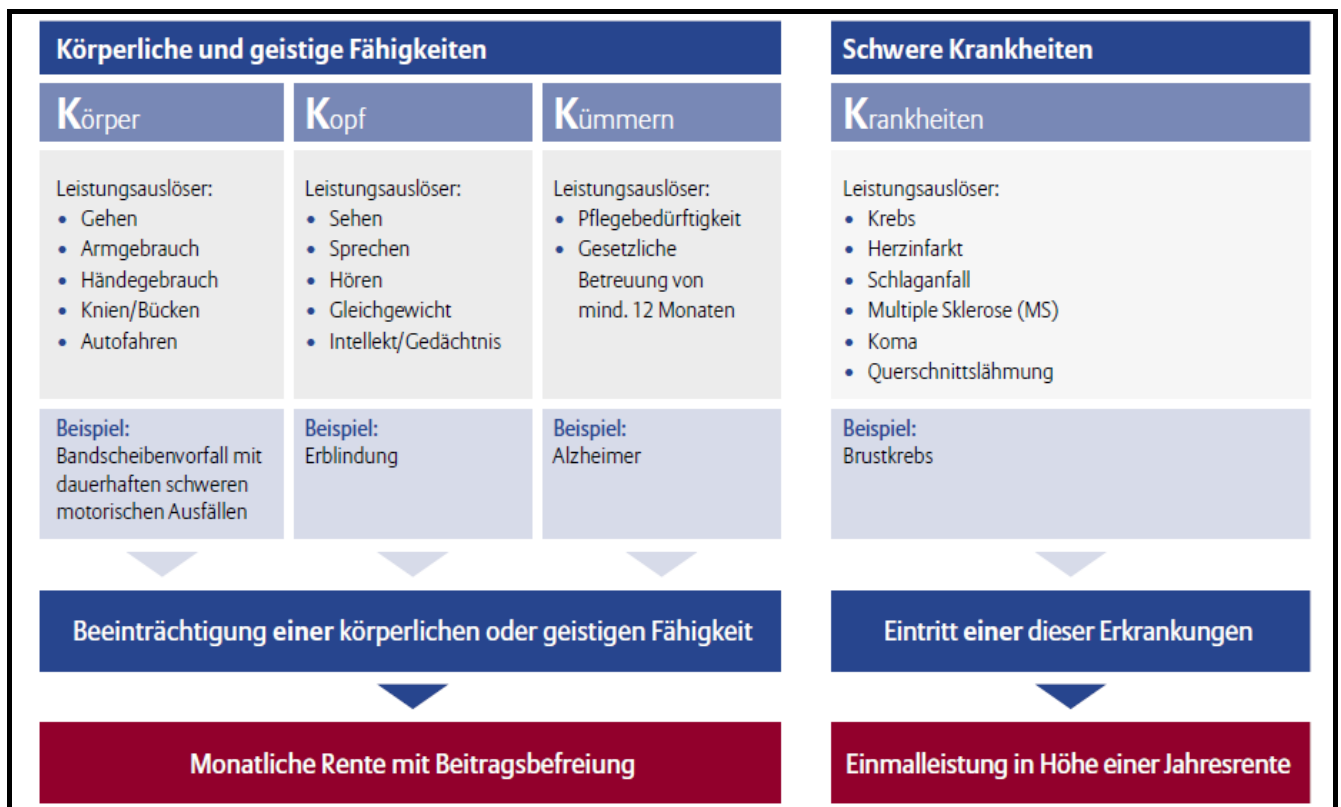 Körperliche und geistige Fähigkeiten
Körper
Leistungsauslöser:
• Gehen
• Armgebrauch
• Händegebrauch
• Knien/Bücken
• Autofahren
Beispiel:
Bandscheibenvorfall mit
dauerhaften schweren
motorischen Ausfällen
Kopf
Leistungsauslöser:
• Sehen
• Sprechen
• Hören
• Gleichgewicht
• Intellekt/Gedächtnis
Beispiel:
Erblindung
Kümmern
Leistungsauslöser:
• Pflegebedürftigkeit
• Gesetzliche
Betreuung von
mind. 12 Monaten
Beispiel:
Alzheimer
Beeinträchtigung einer körperlichen oder geistigen Fähigkeit
Monatliche Rente mit Beitragsbefreiung
Schwere Krankheiten
Krankheiten
Leistungsauslöser:
• Krebs
• Herzinfarkt
• Schlaganfall
• Multiple Sklerose (MS)
• Koma
• Querschnittslähmung
Beispiel:
Brustkrebs
Eintritt einer dieser Erkrankungen
Einmalleistung in Höhe einer Jahresrente